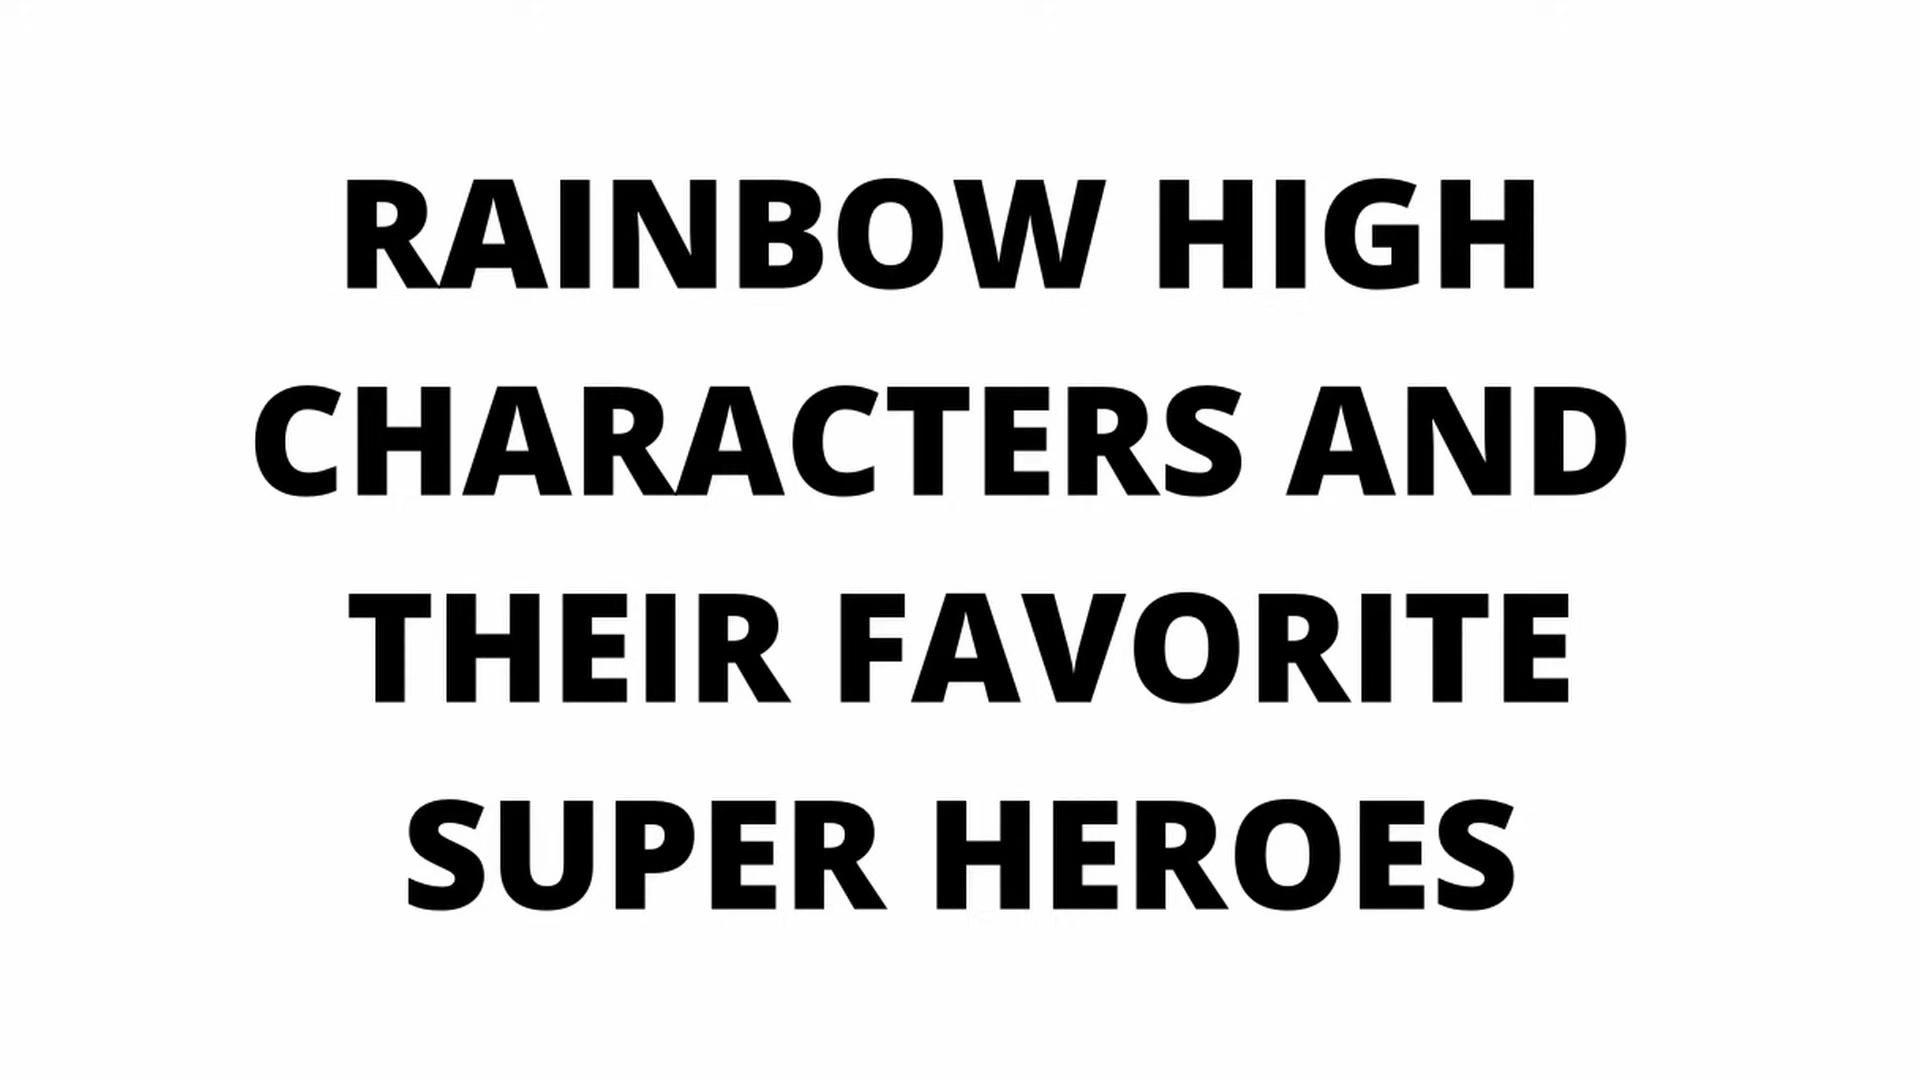 RAINBOW HIGH
CHARACTERS AND
THEIR FAVORITE
SUPER HEROES